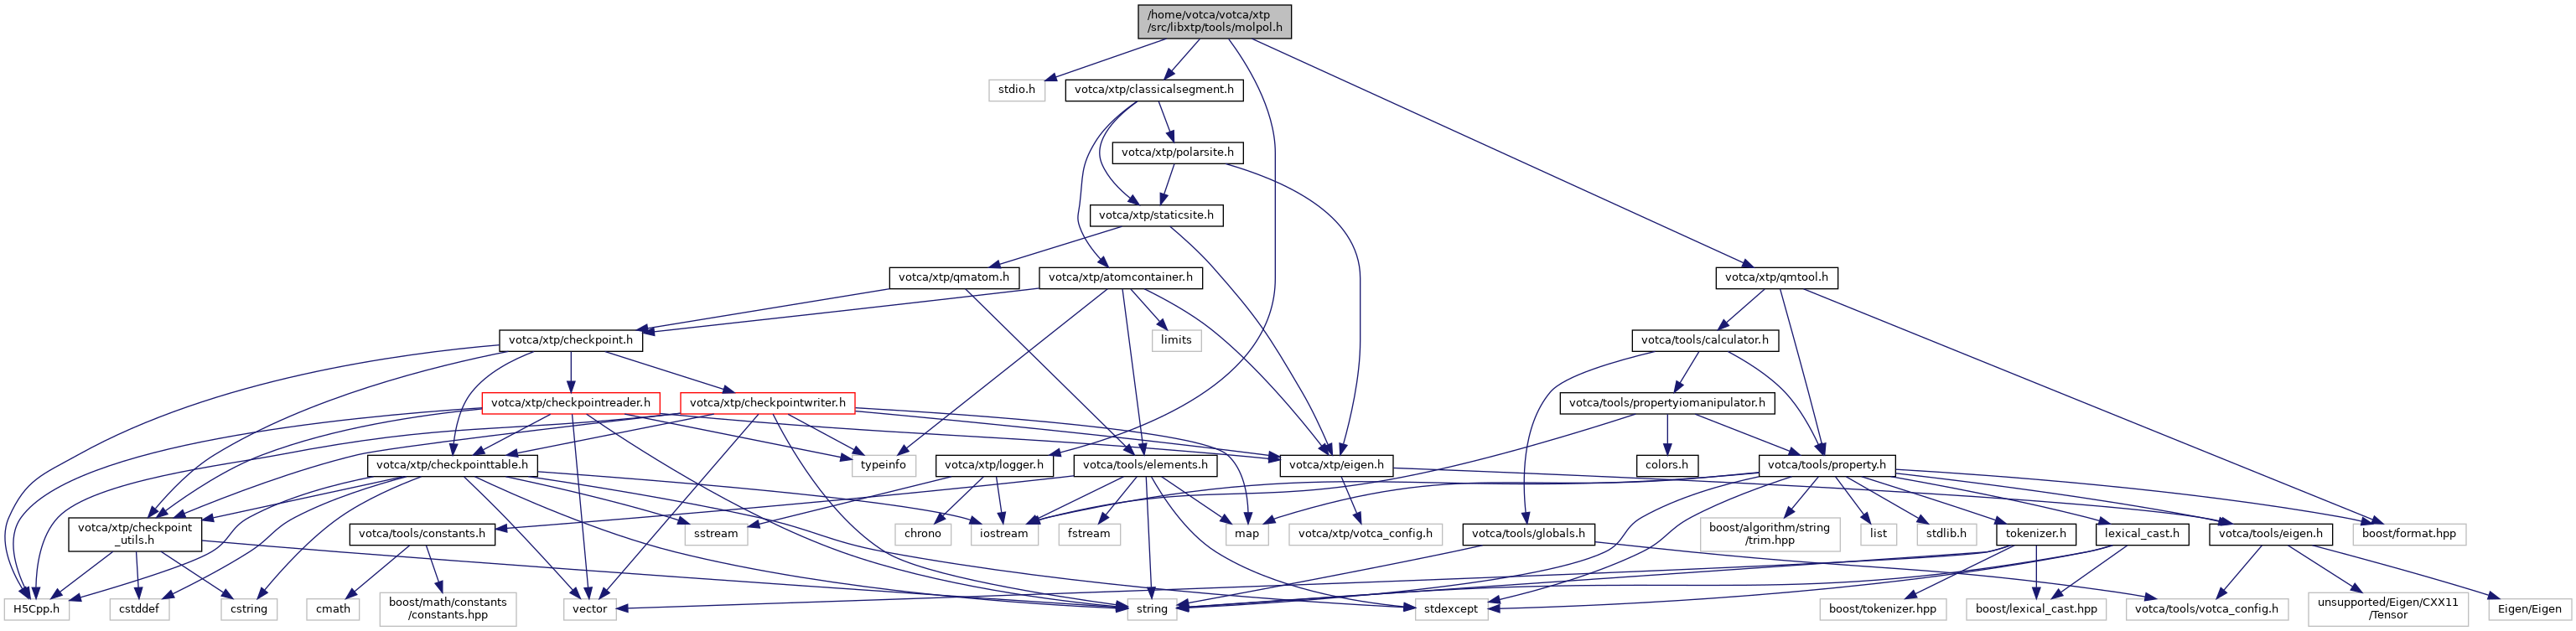 /home/votca/votca/xtp
/src/libxtp/tools/molpol.h
stdio.h
votca/xtp/classicalsegment.h
votca/xtp/polarsite.h
votca/xtp/staticsite.h
votca/xtp/qmatom.h
votca/xtp/atomcontainer.h
votca/xtp/qmtool.h
votca/xtp/checkpoint.h
limits
votca/tools/calculator.h
votca/xtp/checkpointreader.h
votca/xtp/checkpointwriter.h
votca/tools/propertyiomanipulator.h
votca/xtp/checkpointtable.h
typeinfo
votca/xtp/logger.h
votca/tools/elements.h
votca/xtp/eigen.h
colors.h
votca/tools/property.h
votca/xtp/checkpoint
_utils.h
votca/tools/constants.h
sstream
chrono
iostream
fstream
map
votca/xtp/votca_config.h
votca/tools/globals.h
boost/algorithm/string
/trim.hpp
list
stdlib.h
tokenizer.h
lexical_cast.h
votca/tools/eigen.h
boost/format.hpp
H5Cpp.h
cstddef
cstring
cmath
boost/math/constants
/constants.hpp
vector
string
stdexcept
boost/tokenizer.hpp
boost/lexical_cast.hpp
votca/tools/votca_config.h
unsupported/Eigen/CXX11
/Tensor
Eigen/Eigen